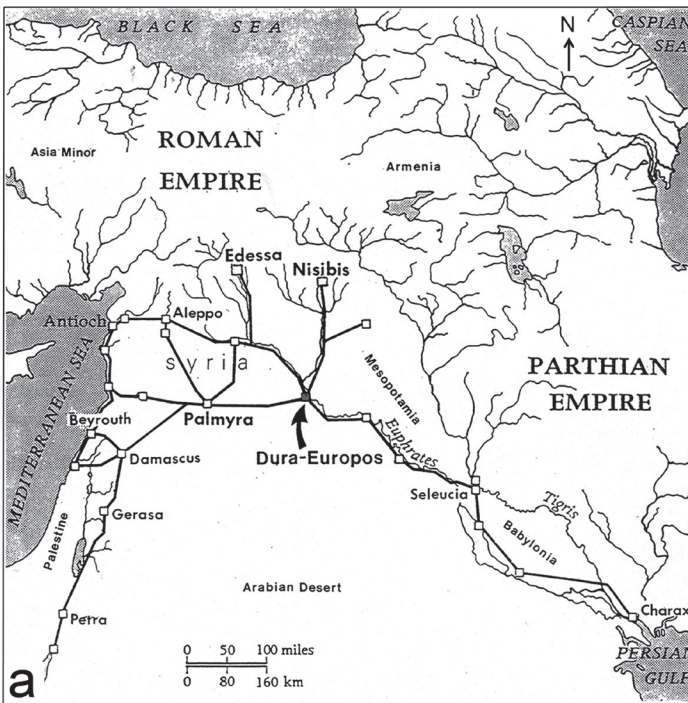 BLACK SEA
CASPIAN
SEA
N
Asia Minor
ROMAN
EMPIRE
Armenia
Edessa
Nisibis
Antioch
Aleppo
Syria
MEDITERRANEAN SEA
Mesopotamia
PARTHIAN
EMPIRE
Palmyra
Beyrouth
Euphrates
Dura-Europos
Damascus
Seleucia
Tigris
Palestine
Gerasa
Babylonia
Arabian Desert
Petra
Charax
0 50 100 miles
0 80 160 km
PERSIAN
GULF
a